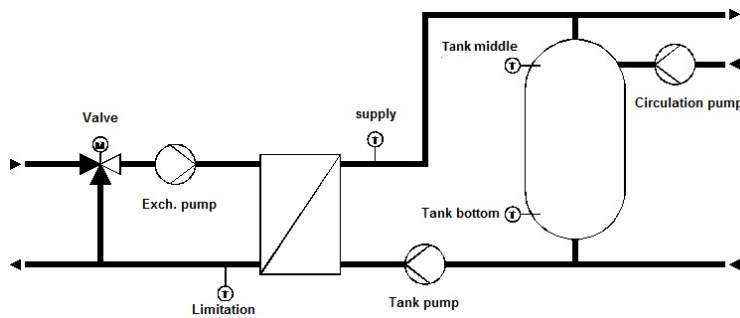 Tank middle
T
Circulation pump
Valve
M
supply
T
Exch. pump
Tank bottom
T
Limitation
T
Tank pump